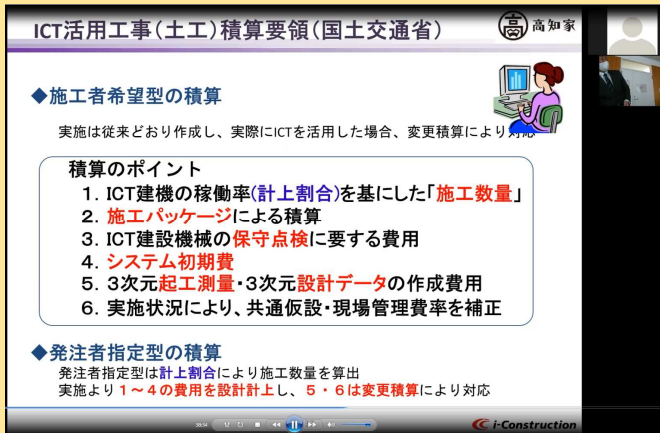 ICT活用工事(土工)積算要領(国土交通省)
高 高知家
◆施工者希望型の積算
実施は従来どおり作成し、実際にICTを活用した場合、変更積算により対応
積算のポイント
1. ICT建機の稼働率(計上割合)を基にした「施工数量」
2. 施工パッケージによる積算
3. ICT建設機械の保守点検に要する費用
4. システム初期費
5. 3次元起工測量・3次元設計データの作成費用
6. 実施状況により、共通仮設・現場管理費率を補正
◆発注者指定型の積算
発注者指定型は計上割合により施工数量を算出
実施より1~4の費用を設計計上し、5・6は変更積算により対応
38:34
i-Construction